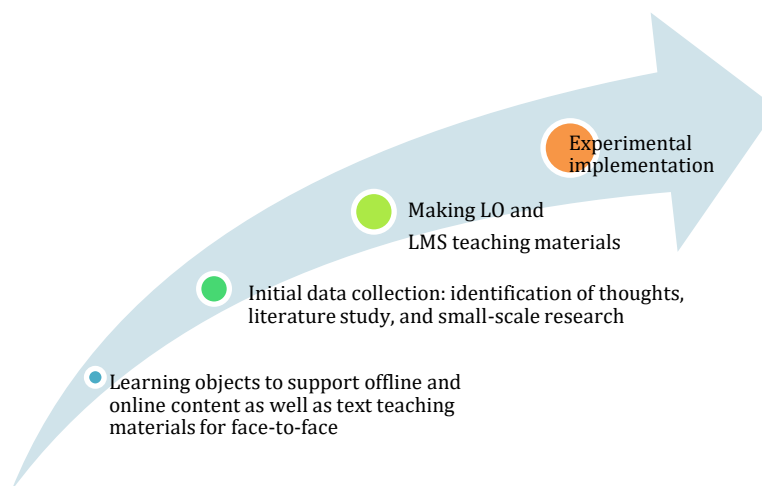 Experimental
implementation
Making LO and
LMS teaching materials
Initial data collection: identification of thoughts,
literature study, and small-scale research
Learning objects to support offline and
online content as well as text teaching
materials for face-to-face